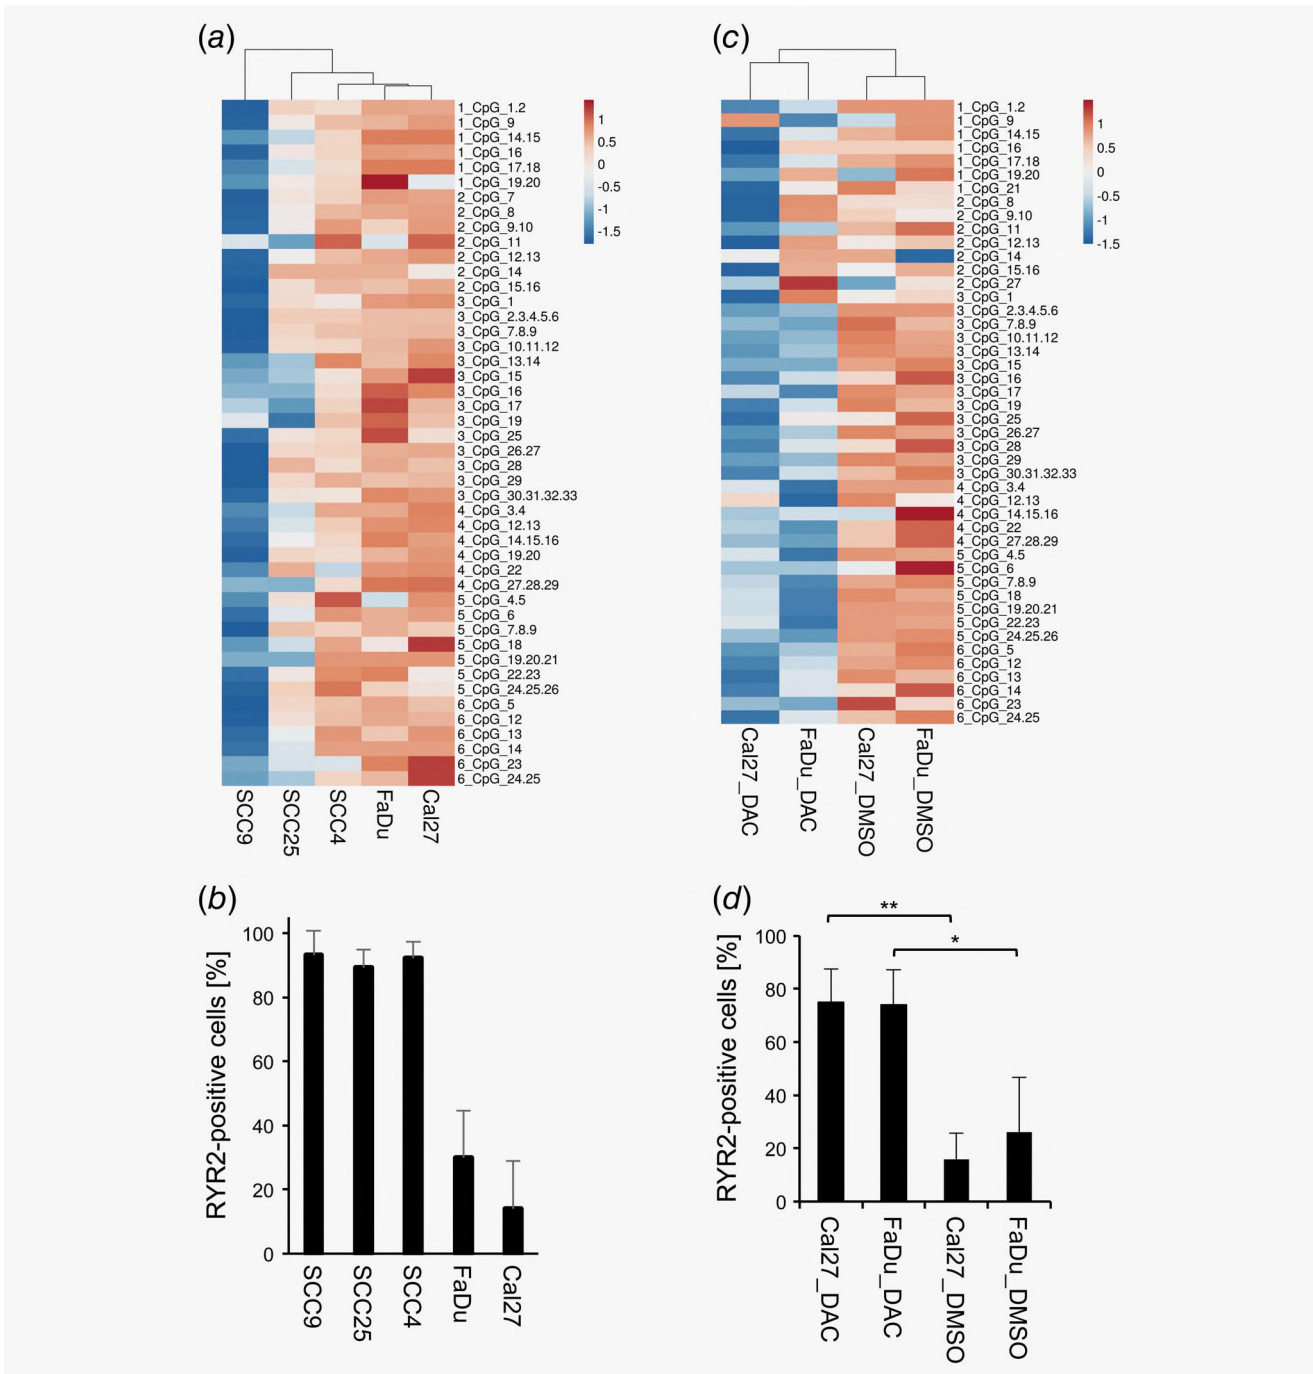 (a)
1_CpG_1.2
1_CpG_9
1_CpG_14.15
1_CpG_16
1_CpG_17.18
1_CpG_19.20
2_CpG_7
2_CpG_8
2_CpG_9.10
2_CpG_11
2_CpG_12.13
2_CpG_14
2_CpG_15.16
3_CpG_1
3_CpG_2.3.4.5.6
3_CpG_7.8.9
3_CpG_10.11.12
3_CpG_13.14
3_CpG_15
3_CpG_16
3_CpG_17
3_CpG_19
3_CpG_25
3_CpG_26.27
3_CpG_28
3_CpG_29
3_CpG_30.31.32.33
4_CpG_3.4
4_CpG_12.13
4_CpG_14.15.16
4_CpG_19.20
4_CpG_22
4_CpG_27.28.29
5_CpG_4.5
5_CpG_6
5_CpG_7.8.9
5_CpG_18
5_CpG_19.20.21
5_CpG_22.23
5_CpG_24.25.26
6_CpG_5
6_CpG_12
6_CpG_13
6_CpG_14
6_CpG_23
6_CpG_24.25
1
0.5
0
-0.5
-1
-1.5
SCC9
SCC25
SCC4
FaDu
Cal27
(c)
1_CpG_1.2
1_CpG_9
1_CpG_14.15
1_CpG_16
1_CpG_17.18
1_CpG_19.20
1_CpG_21
2_CpG_8
2_CpG_9.10
2_CpG_11
2_CpG_12.13
2_CpG_14
2_CpG_15.16
2_CpG_27
3_CpG_1
3_CpG_2.3.4.5.6
3_CpG_7.8.9
3_CpG_10.11.12
3_CpG_13.14
3_CpG_15
3_CpG_16
3_CpG_17
3_CpG_19
3_CpG_25
3_CpG_26.27
3_CpG_28
3_CpG_29
3_CpG_30.31.32.33
4_CpG_3.4
4_CpG_12.13
4_CpG_14.15.16
4_CpG_22
4_CpG_27.28.29
5_CpG_4.5
5_CpG_6
5_CpG_7.8.9
5_CpG_18
5_CpG_19.20.21
5_CpG_22.23
5_CpG_24.25.26
6_CpG_5
6_CpG_12
6_CpG_13
6_CpG_14
6_CpG_23
6_CpG_24.25
1
0.5
0
-0.5
-1
-1.5
Cal27_DAC
FaDu_DAC
Cal27_DMSO
FaDu_DMSO
(b)
RYR2-positive cells [%]
100
80
60
40
20
0
SCC9
SCC25
SCC4
FaDu
Cal27
(d)
RYR2-positive cells [%]
100
80
60
40
20
0
**
*
Cal27_DAC
FaDu_DAC
Cal27_DMSO
FaDu_DMSO